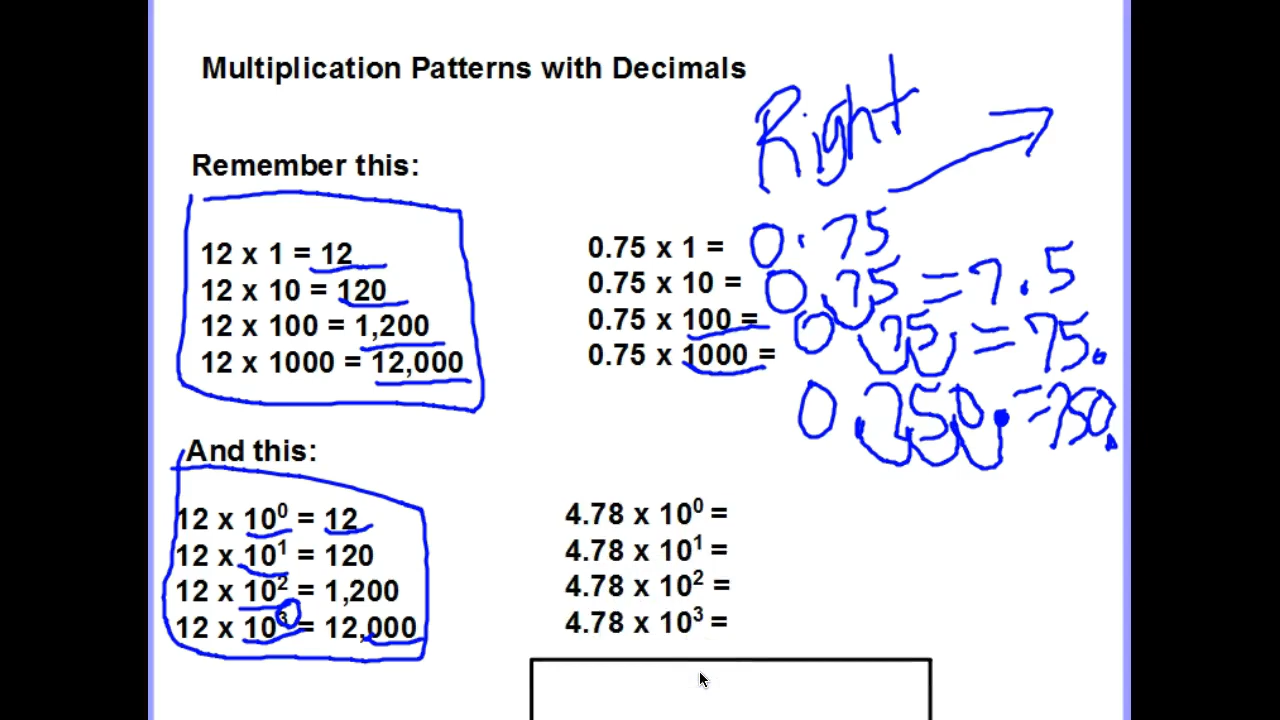 Multiplication Patterns with Decimals
Right
Remember this:
12 x 1 = 12
12 x 10 = 120
12 x 100 = 1,200
12 x 1000 = 12,000
0.75 x 1 = 0.75
0.75 x 10 = 0.75 = 7.5
0.75 x 100 = 0.75 = 75.
0.75 x 1000 = 0.750. = 750.
And this:
12 x 10⁰ = 12
12 x 10¹ = 120
12 x 10² = 1,200
12 x 10³ = 12,000
4.78 x 10⁰ =
4.78 x 10¹ =
4.78 x 10² =
4.78 x 10³ =